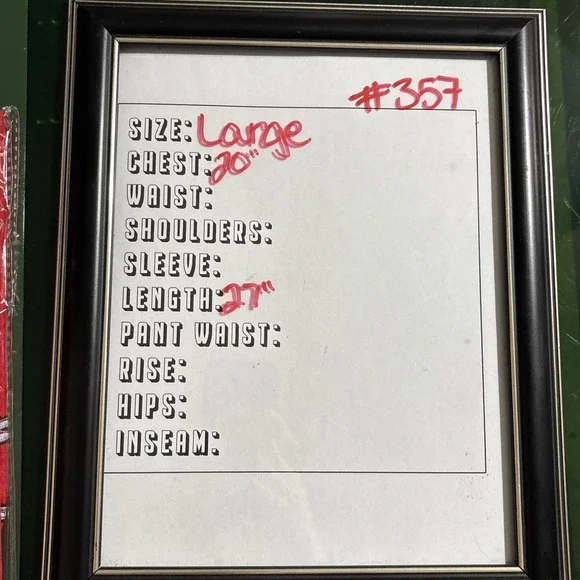 #357
SIZE: Large
CHEST: 20"
WAIST:
SHOULDERS:
SLEEVE:
LENGTH: 27"
PANT WAIST:
RISE:
HIPS:
INSEAM: